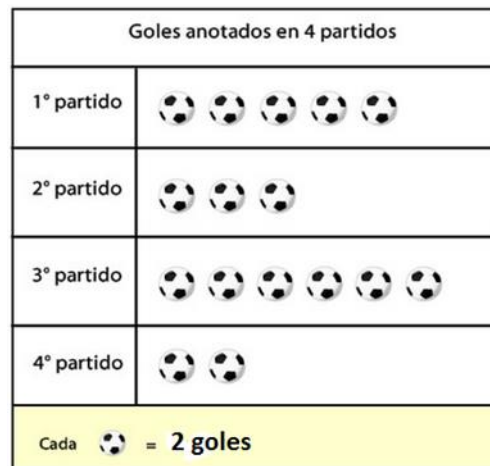 Goles anotados en 4 partidos
1° partido
2° partido
3° partido
4° partido
Cada = 2 goles